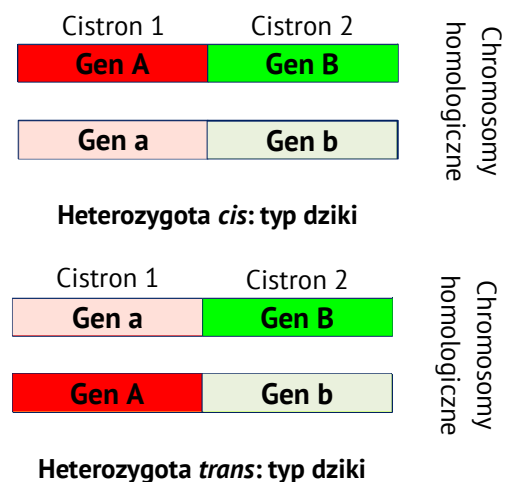 Cistron 1 Cistron 2
Gen A Gen B
Gen a Gen b
Chromosomy
homologiczne
Heterozygota cis: typ dziki
Cistron 1 Cistron 2
Gen a Gen B
Gen A Gen b
Chromosomy
homologiczne
Heterozygota trans: typ dziki